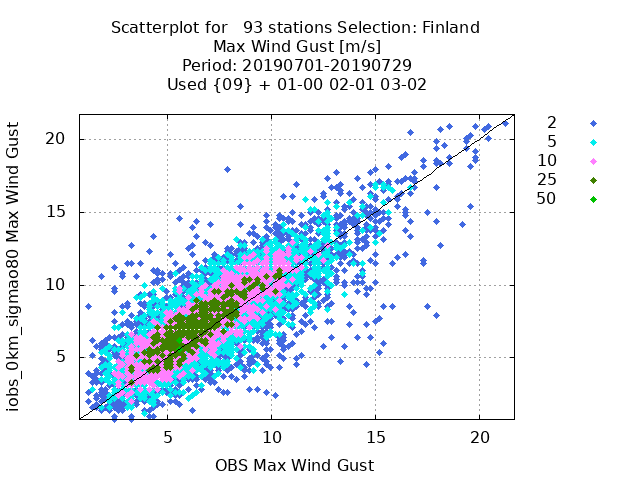 Scatterplot for 93 stations Selection: Finland
Max Wind Gust [m/s]
Period: 20190701-20190729
Used {09} + 01-00 02-01 03-02
iobs_0km_sigmao80 Max Wind Gust
20
15
10
5
5 10 15 20
OBS Max Wind Gust
2
5
10
25
50